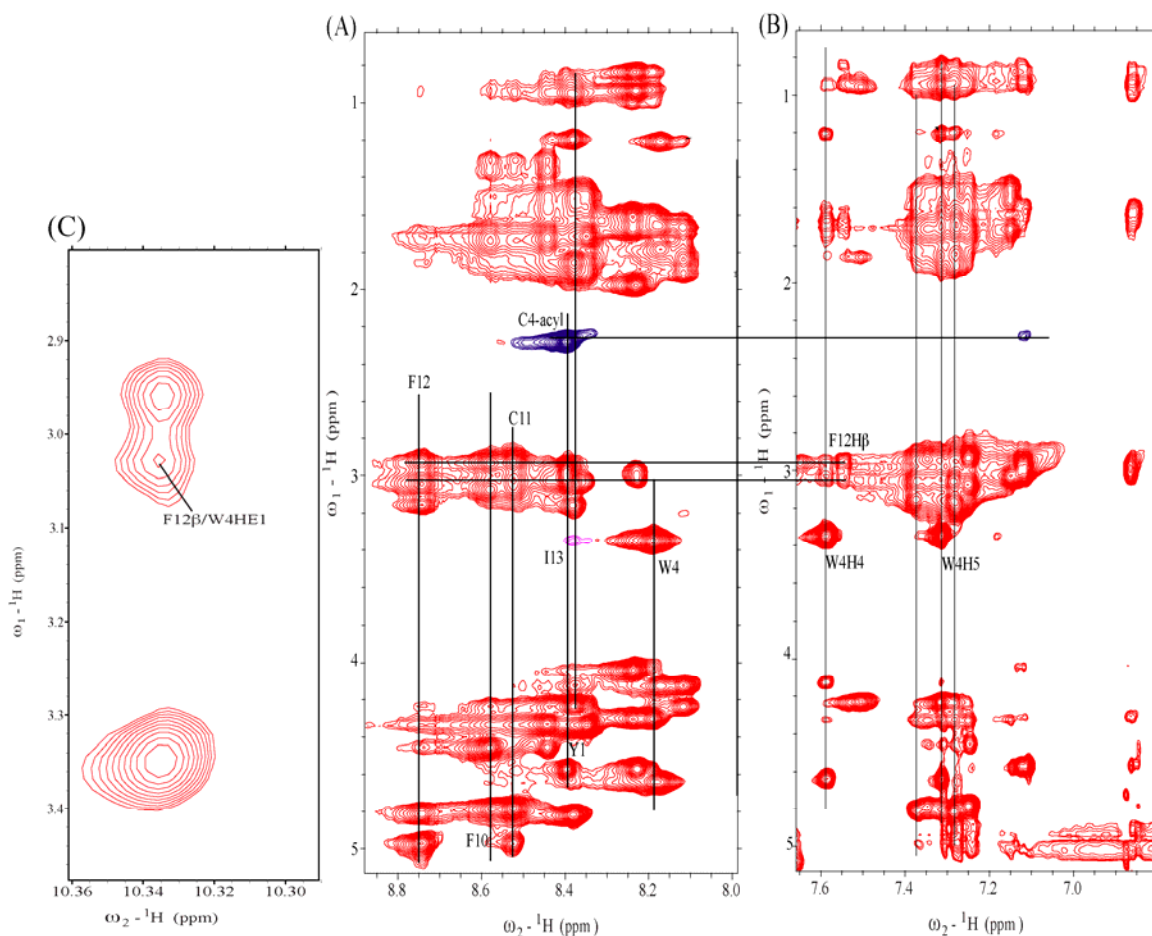 (A)
(B)
(C)
1
2
3
4
5
8.8
8.6
8.4
8.2
8.0
ω1 - 1H (ppm)
ω2 - 1H (ppm)
C4-acyl
F12
C11
I13
W4
Y1
F10
1
2
3
4
5
7.6
7.4
7.2
7.0
ω1 - 1H (ppm)
ω2 - 1H (ppm)
F12Hβ
W4H4
W4H5
2.9
3.0
3.1
3.2
3.3
3.4
10.36
10.34
10.32
10.30
ω1 - 1H (ppm)
ω2 - 1H (ppm)
F12β/W4HE1